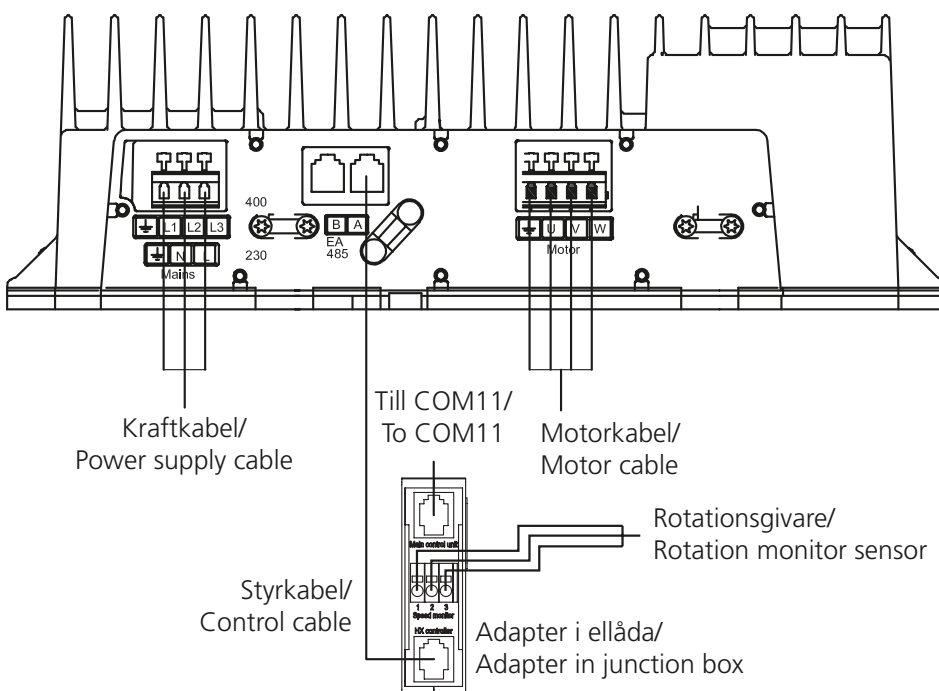 400
L1 L2 L3
B A
U V W
EA
485
230
N L
Mains
Motor
Till COM11/
To COM11
Kraftkabel/
Power supply cable
Motorkabel/
Motor cable
Main control unit
Rotationsgivare/
Rotation monitor sensor
1 2 3
Speed monitor
HX controller
Styrkabel/
Control cable
Adapter i ellåda/
Adapter in junction box